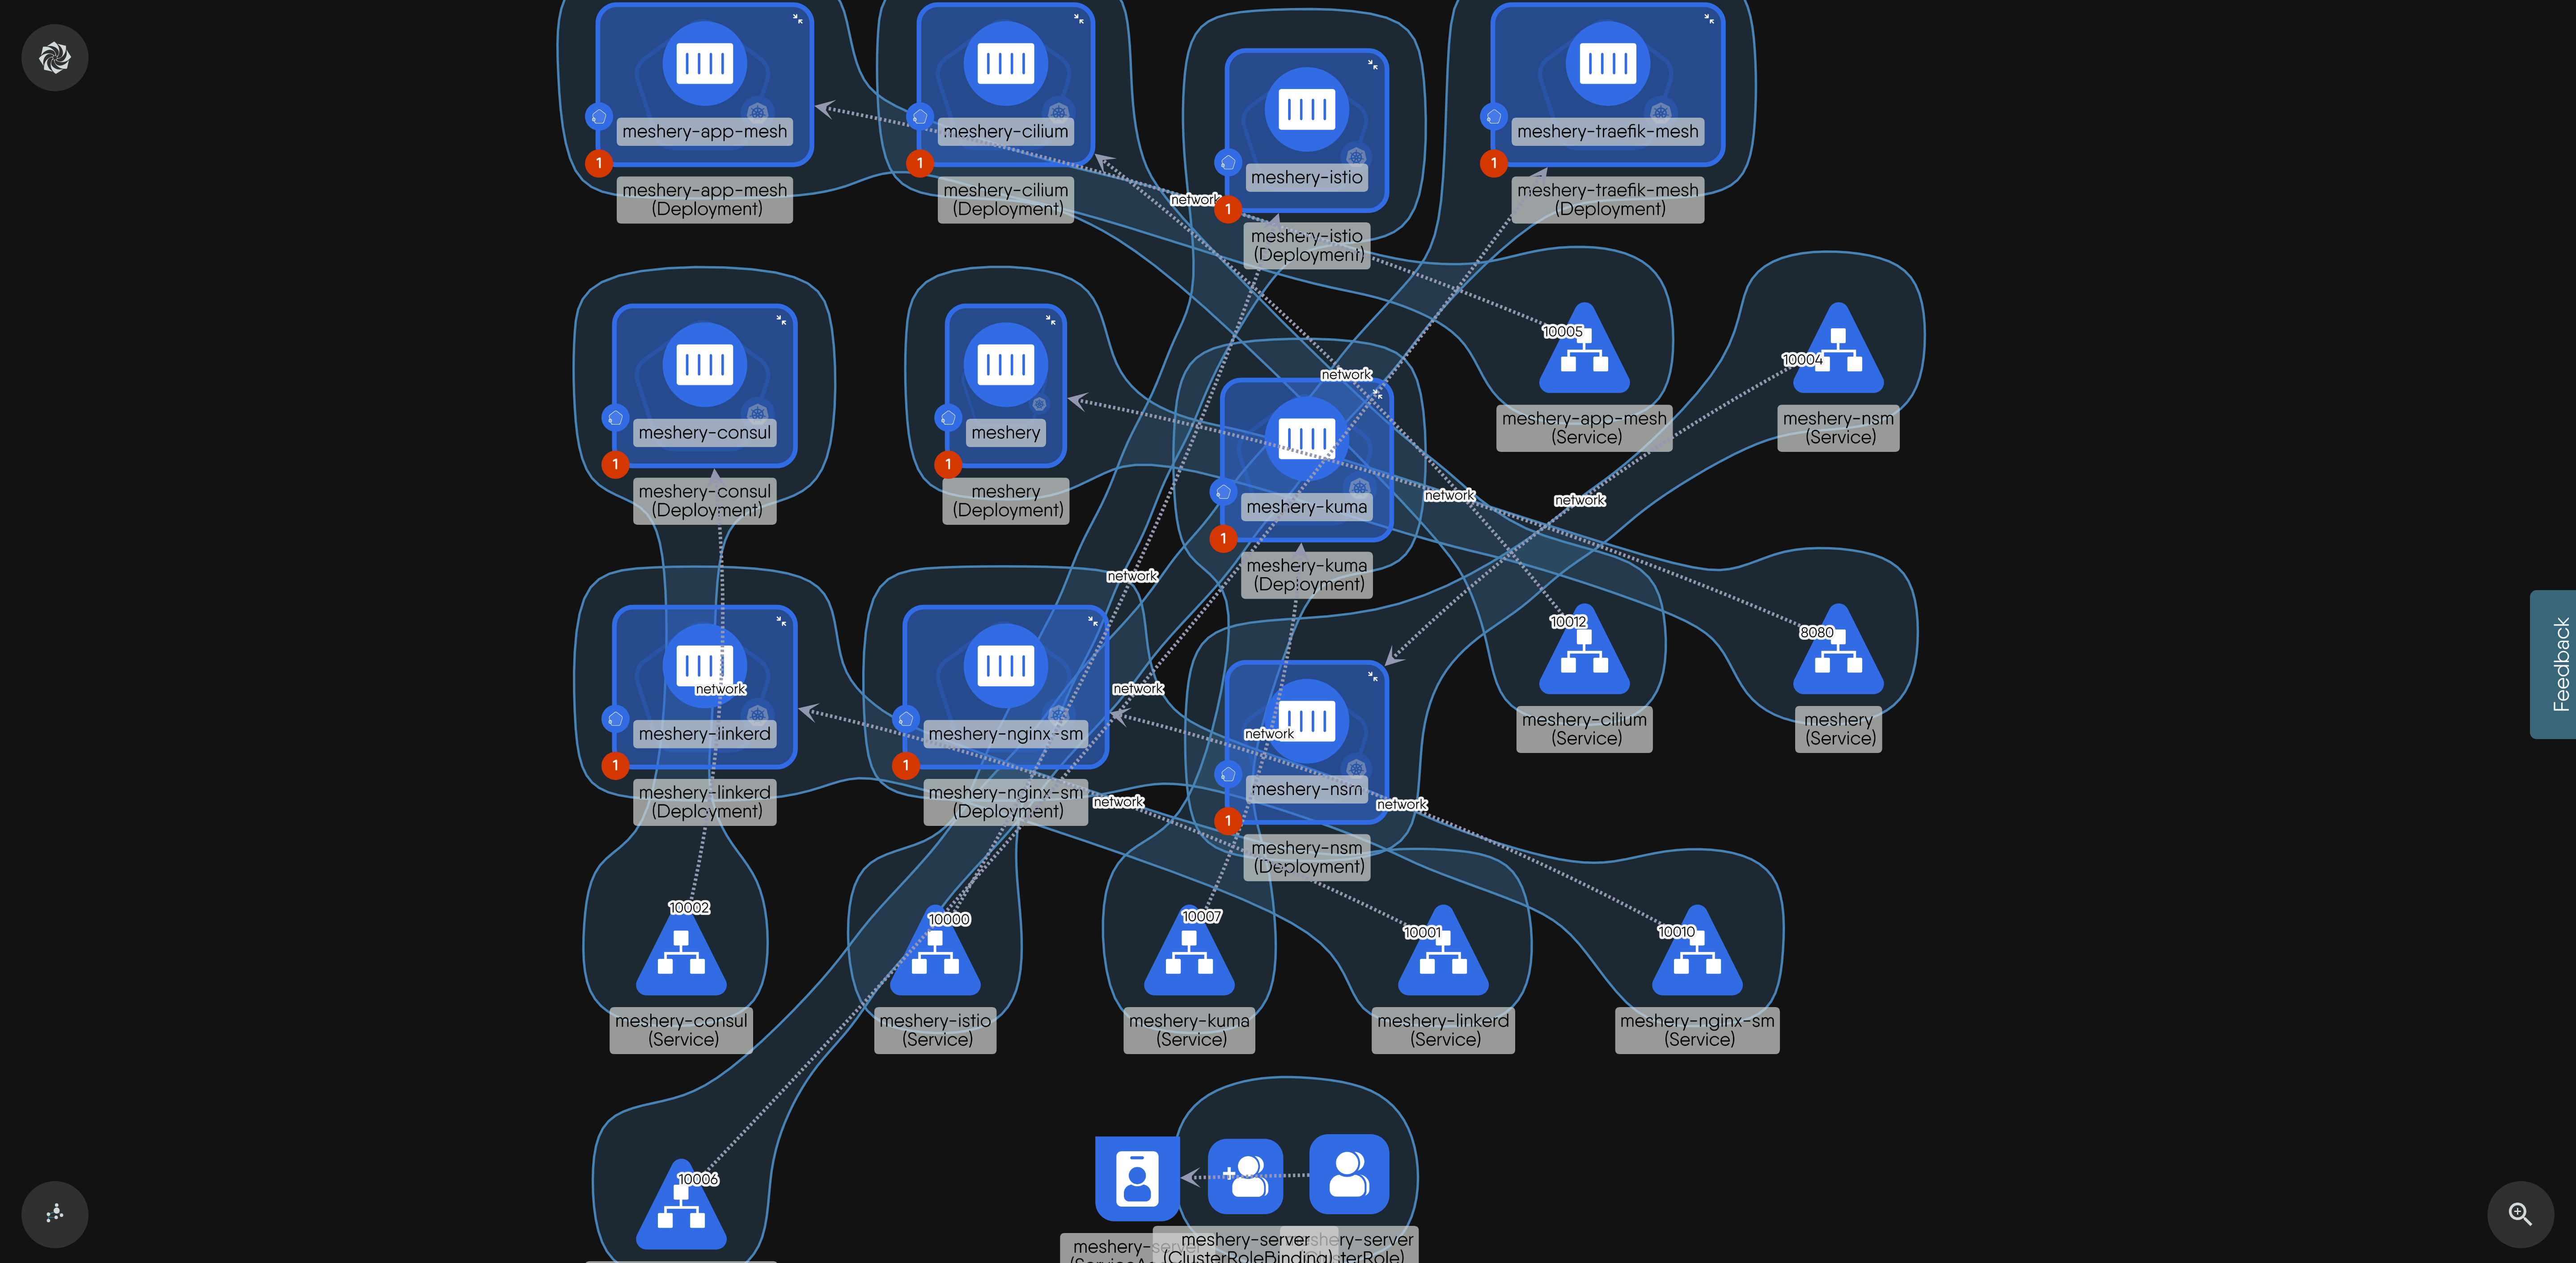 meshery-app-mesh
1
meshery-app-mesh
(Deployment)
meshery-cilium
1
meshery-cilium
(Deployment)
meshery-istio
1
meshery-istio
(Deployment)
meshery-traefik-mesh
1
meshery-traefik-mesh
(Deployment)
network
10005
meshery-app-mesh
(Service)
10004
meshery-nsm
(Service)
meshery-consul
1
meshery-consul
(Deployment)
meshery
1
meshery
(Deployment)
network
meshery-kuma
1
meshery-kuma
(Deployment)
network
network
network
10012
meshery-cilium
(Service)
8080
meshery
(Service)
Feedback
network
meshery-linkerd
1
meshery-linkerd
(Deployment)
meshery-nginx-sm
1
meshery-nginx-sm
(Deployment)
network
network
meshery-nsm
1
meshery-nsm
(Deployment)
network
network
10002
meshery-consul
(Service)
10000
meshery-istio
(Service)
10007
meshery-kuma
(Service)
10001
meshery-linkerd
(Service)
10010
meshery-nginx-sm
(Service)
10006
meshery-server
meshery-server
(ClusterRoleBinding)